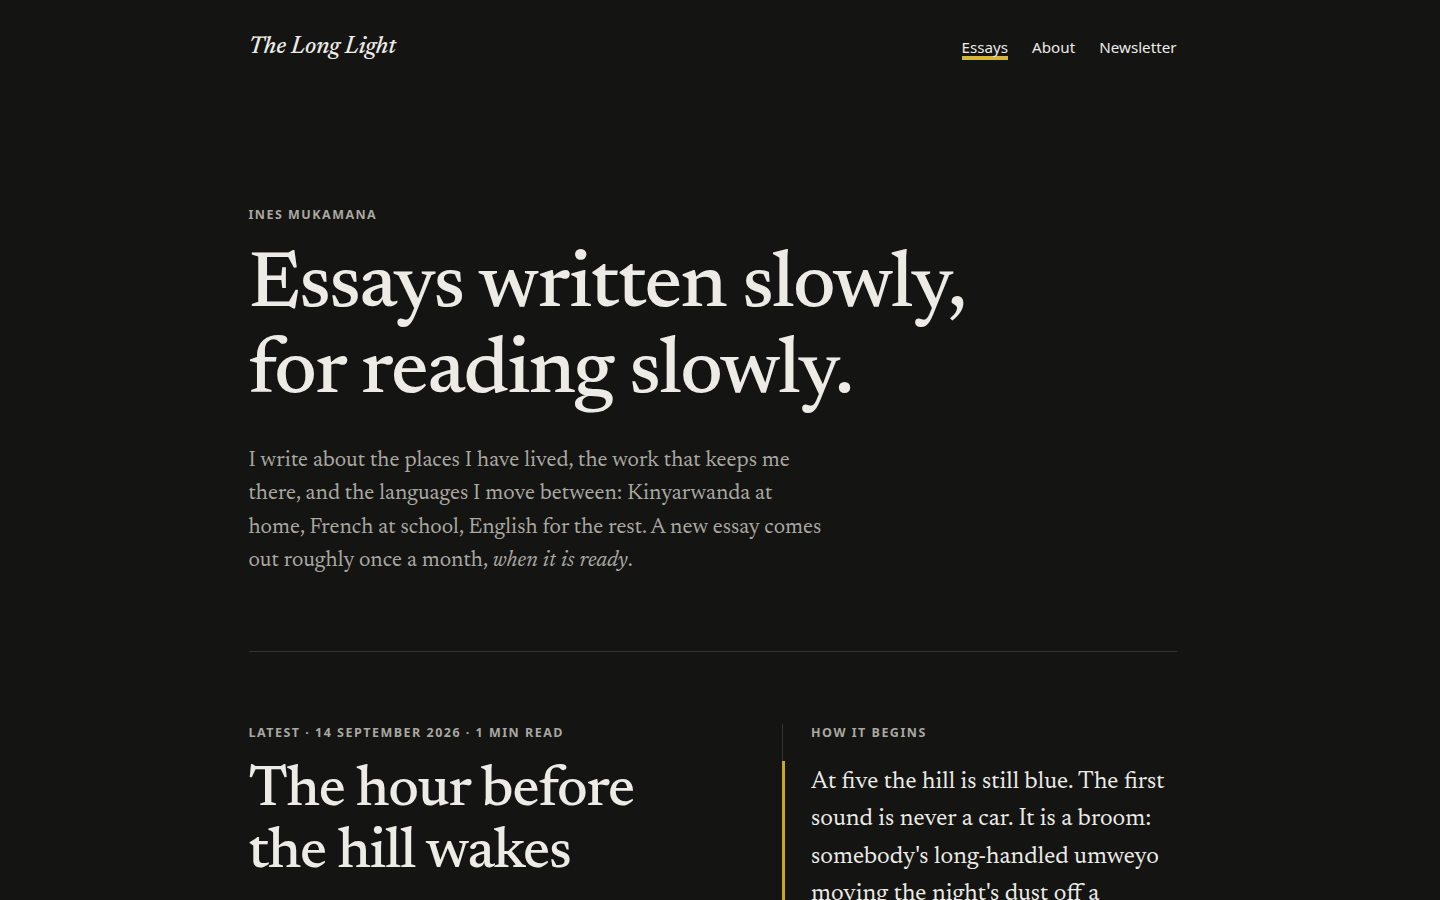 The Long Light
Essays About Newsletter
INES MUKAMANA
Essays written slowly,
for reading slowly.
I write about the places I have lived, the work that keeps me
there, and the languages I move between: Kinyarwanda at
home, French at school, English for the rest. A new essay comes
out roughly once a month, when it is ready.
LATEST · 14 SEPTEMBER 2026 · 1 MIN READ
The hour before
the hill wakes
HOW IT BEGINS
At five the hill is still blue. The first
sound is never a car. It is a broom:
somebody's long-handled umweyo
moving the night's dust off a